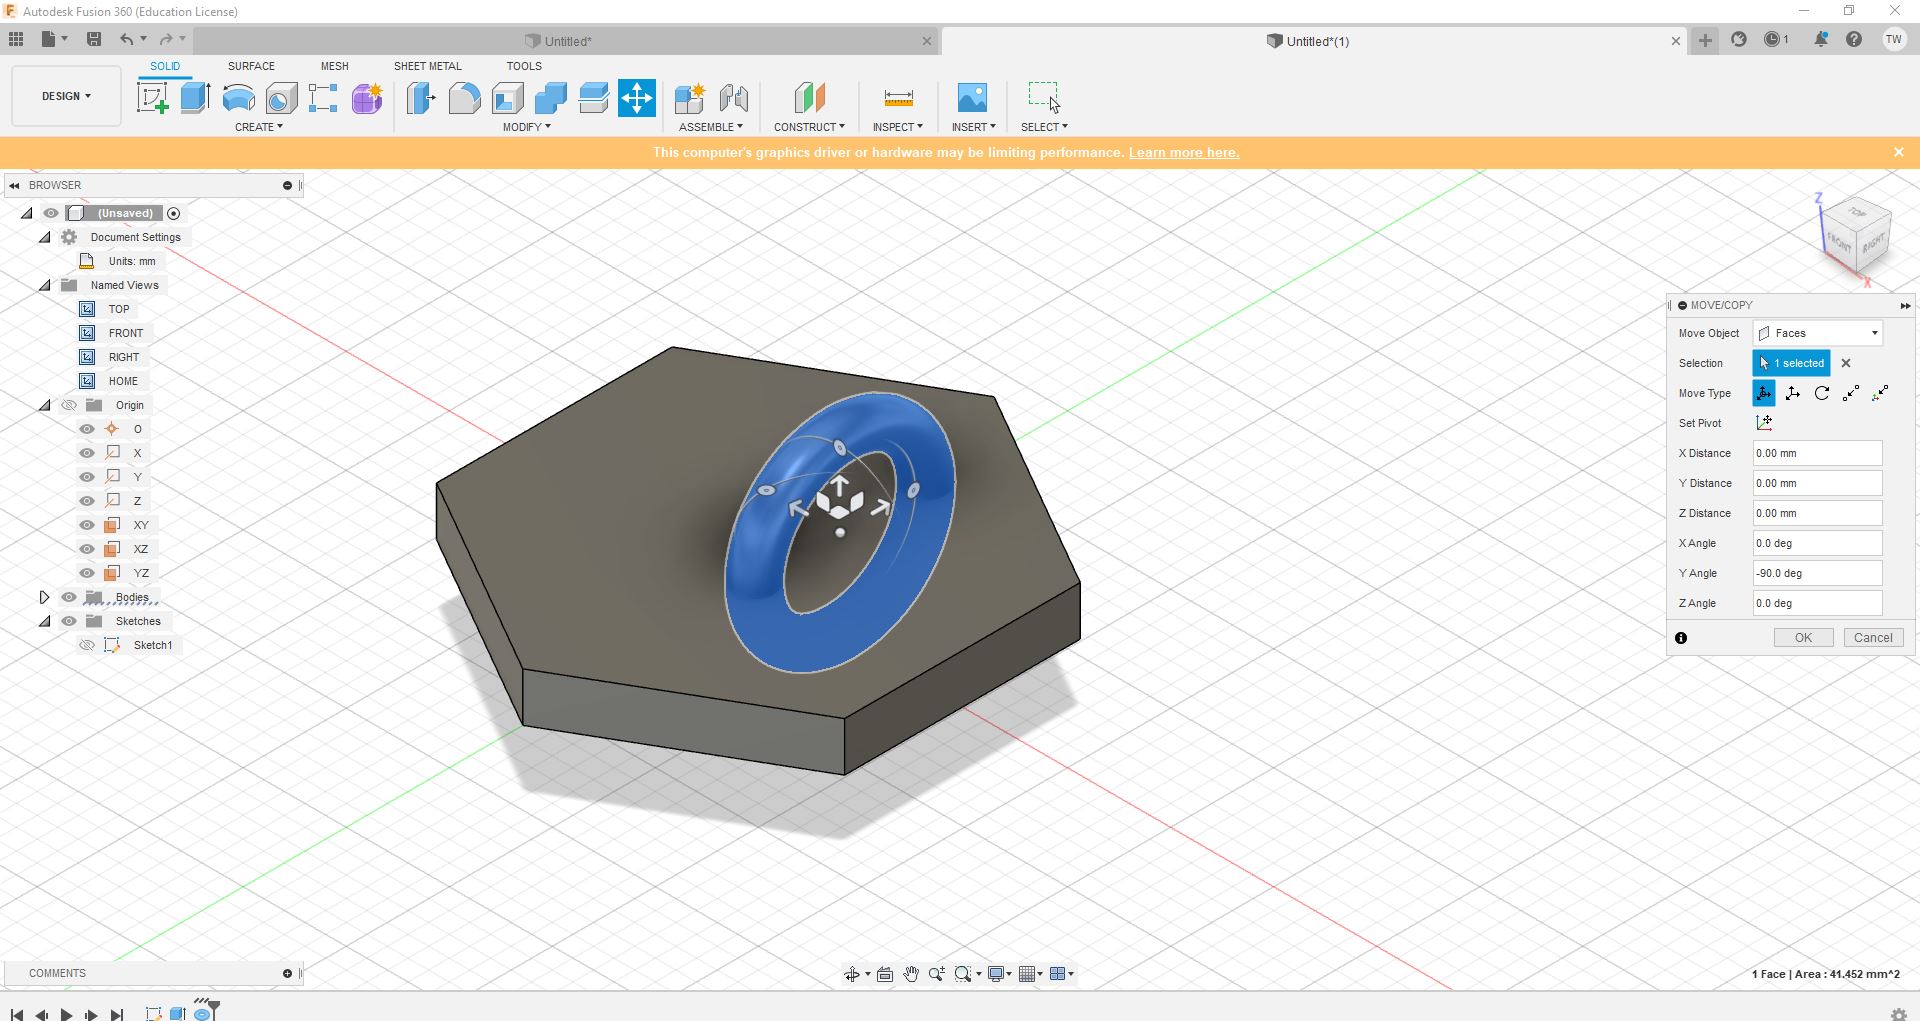 Autodesk Fusion 360 (Education License)
Untitled*
Untitled*(1)
1
TW
SOLID SURFACE MESH SHEET METAL TOOLS
DESIGN
CREATE MODIFY ASSEMBLE CONSTRUCT INSPECT INSERT SELECT
This computer's graphics driver or hardware may be limiting performance. Learn more here.
BROWSER
(Unsaved)
Document Settings
Units: mm
Named Views
TOP
FRONT
RIGHT
HOME
Origin
O
X
Y
Z
XY
XZ
YZ
Bodies
Sketches
Sketch1
Z
TOP
FRONT
RIGHT
X
MOVE/COPY
Move Object Faces
Selection 1 selected
Move Type
Set Pivot
X Distance 0.00 mm
Y Distance 0.00 mm
Z Distance 0.00 mm
X Angle 0.0 deg
Y Angle -90.0 deg
Z Angle 0.0 deg
OK Cancel
COMMENTS
1 Face | Area : 41.452 mm^2